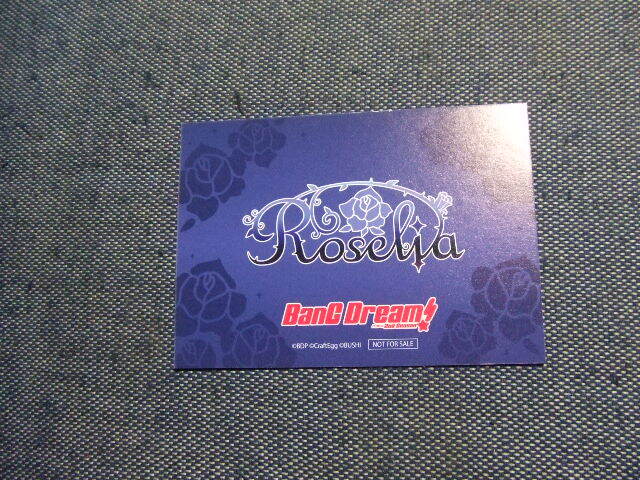 Roselia
BanG Dream!
2nd Season
©BDP ©CraftEgg ©BUSHI NOT FOR SALE